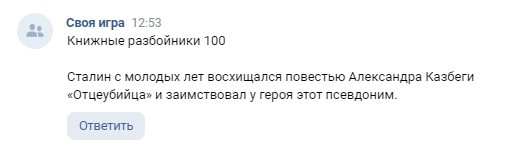 Своя игра 12:53
Книжные разбойники 100
Сталин с молодых лет восхищался повестью Александра Казбеги
«Отцеубийца» и заимствовал у героя этот псевдоним.
Ответить